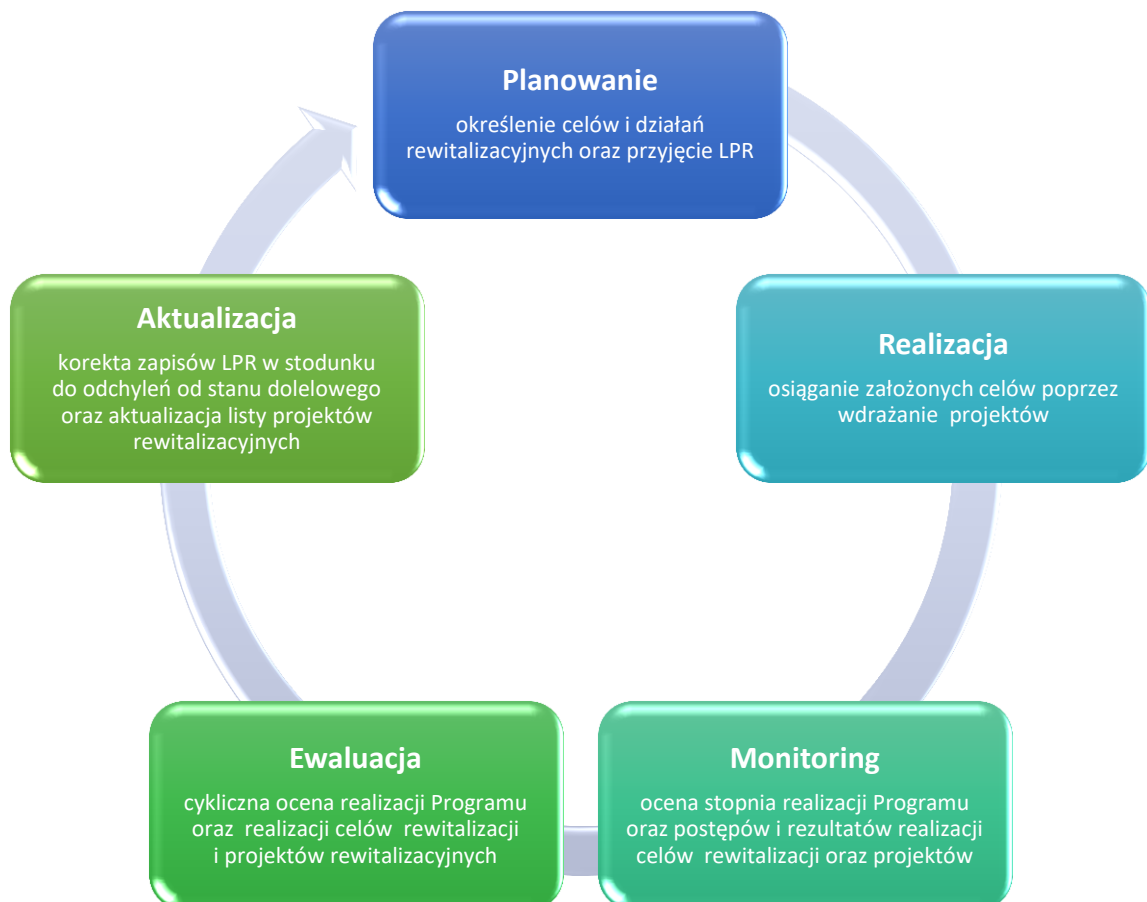 Planowanie
określenie celów i działań
rewitalizacyjnych oraz przyjęcie LPR
Realizacja
osiąganie założonych celów poprzez
wdrażanie projektów
Monitoring
ocena stopnia realizacji Programu
oraz postępów i rezultatów realizacji
celów rewitalizacji oraz projektów
Ewaluacja
cykliczna ocena realizacji Programu
oraz realizacji celów rewitalizacji
i projektów rewitalizacyjnych
Aktualizacja
korekta zapisów LPR w stodunku
do odchyleń od stanu dolelowego
oraz aktualizacja listy projektów
rewitalizacyjnych